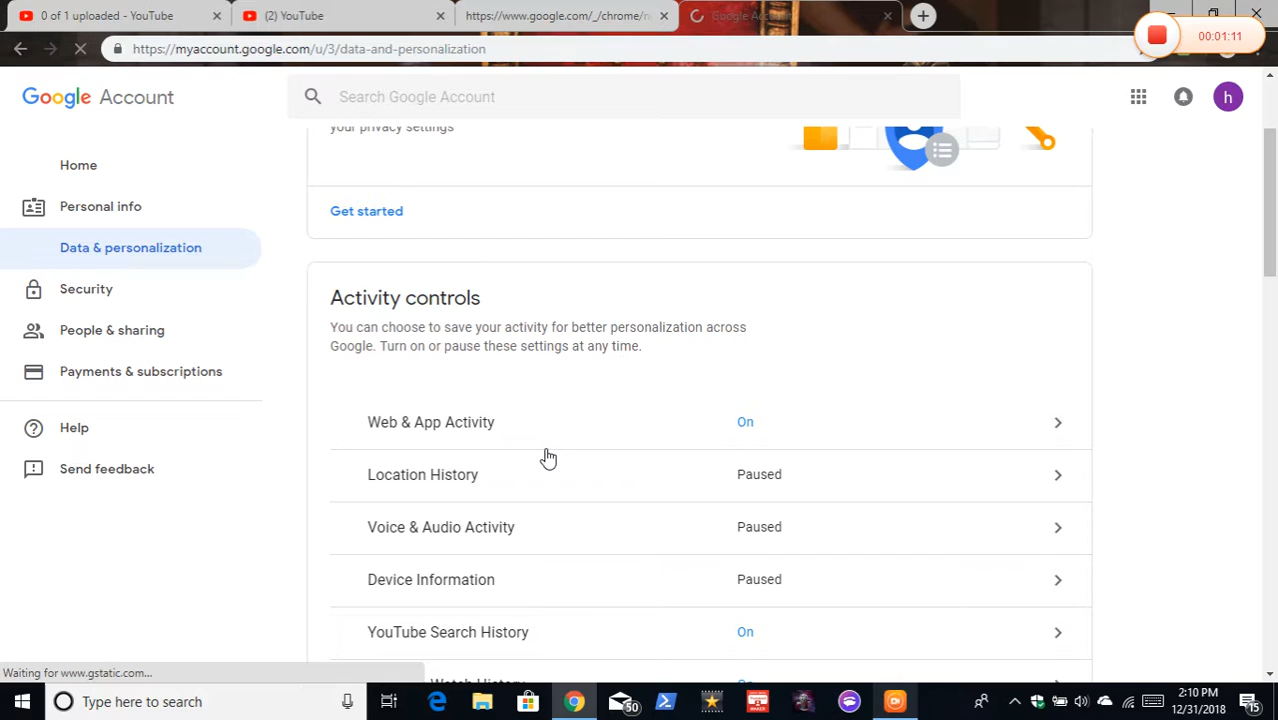 0 of 1 uploaded - YouTube
(2) YouTube
https://www.google.com/_/chrome/n
Google Acc
00:01:11
https://myaccount.google.com/u/3/data-and-personalization
Google Account
Search Google Account
h
your privacy settings
Home
Personal info
Get started
Data & personalization
Security
Activity controls
People & sharing
You can choose to save your activity for better personalization across
Google. Turn on or pause these settings at any time.
Payments & subscriptions
Web & App Activity On
Help
Send feedback
Location History Paused
Voice & Audio Activity Paused
Device Information Paused
YouTube Search History On
Waiting for www.gstatic.com...
Watch History
Type here to search
50
2:10 PM
12/31/2018
15